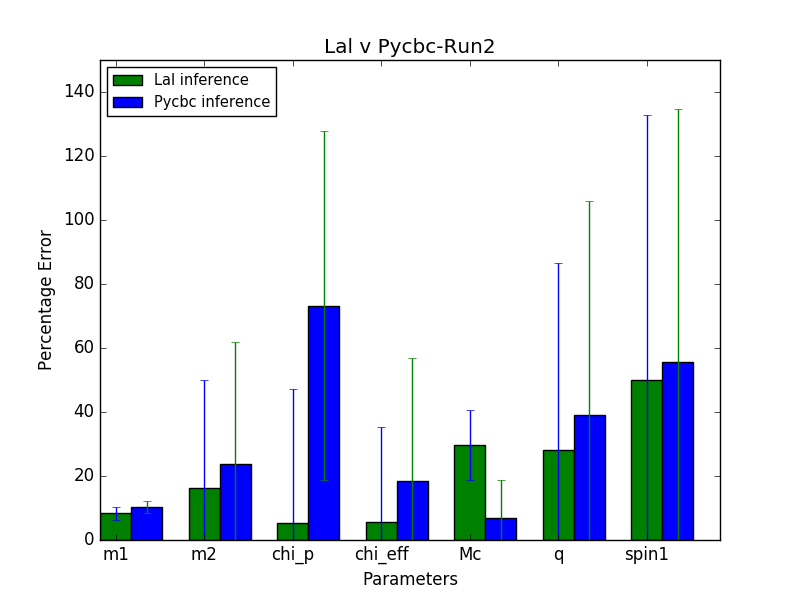 Lal v Pycbc-Run2
Lal inference
Pycbc inference
140
120
100
80
60
40
20
0
Percentage Error
m1 m2 chi_p chi_eff Mc q spin1
Parameters